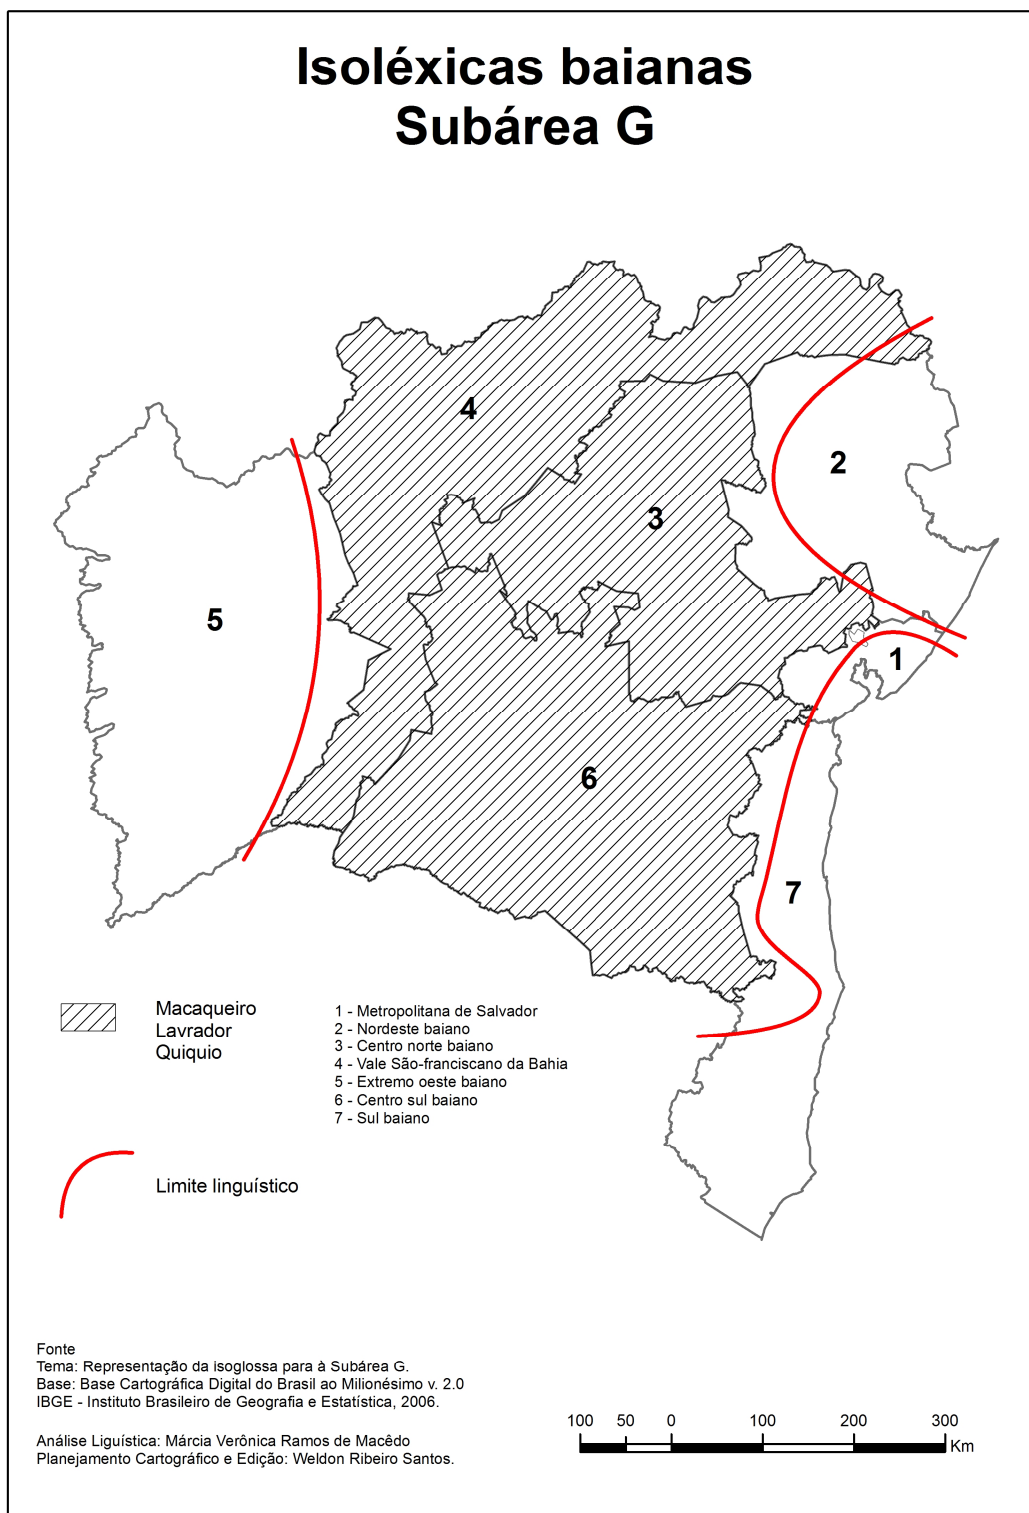 Isoléxicas baianas
Subárea G
4
2
3
5
1
6
7
Macaqueiro
Lavrador
Quiquio
1 - Metropolitana de Salvador
2 - Nordeste baiano
3 - Centro norte baiano
4 - Vale São-franciscano da Bahia
5 - Extremo oeste baiano
6 - Centro sul baiano
7 - Sul baiano
Limite linguístico
Fonte
Tema: Representação da isoglossa para à Subárea G.
Base: Base Cartográfica Digital do Brasil ao Milionésimo v. 2.0
IBGE - Instituto Brasileiro de Geografia e Estatística, 2006.
Análise Liguística: Márcia Verônica Ramos de Macêdo
Planejamento Cartográfico e Edição: Weldon Ribeiro Santos.
100 50 0 100 200 300
Km